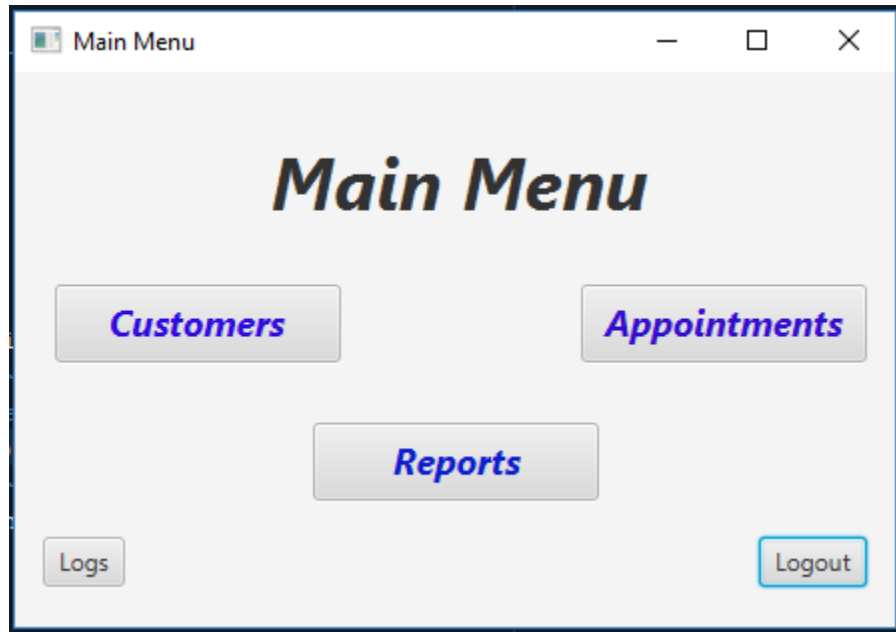 Main Menu
Main Menu
Customers
Appointments
Reports
Logs
Logout